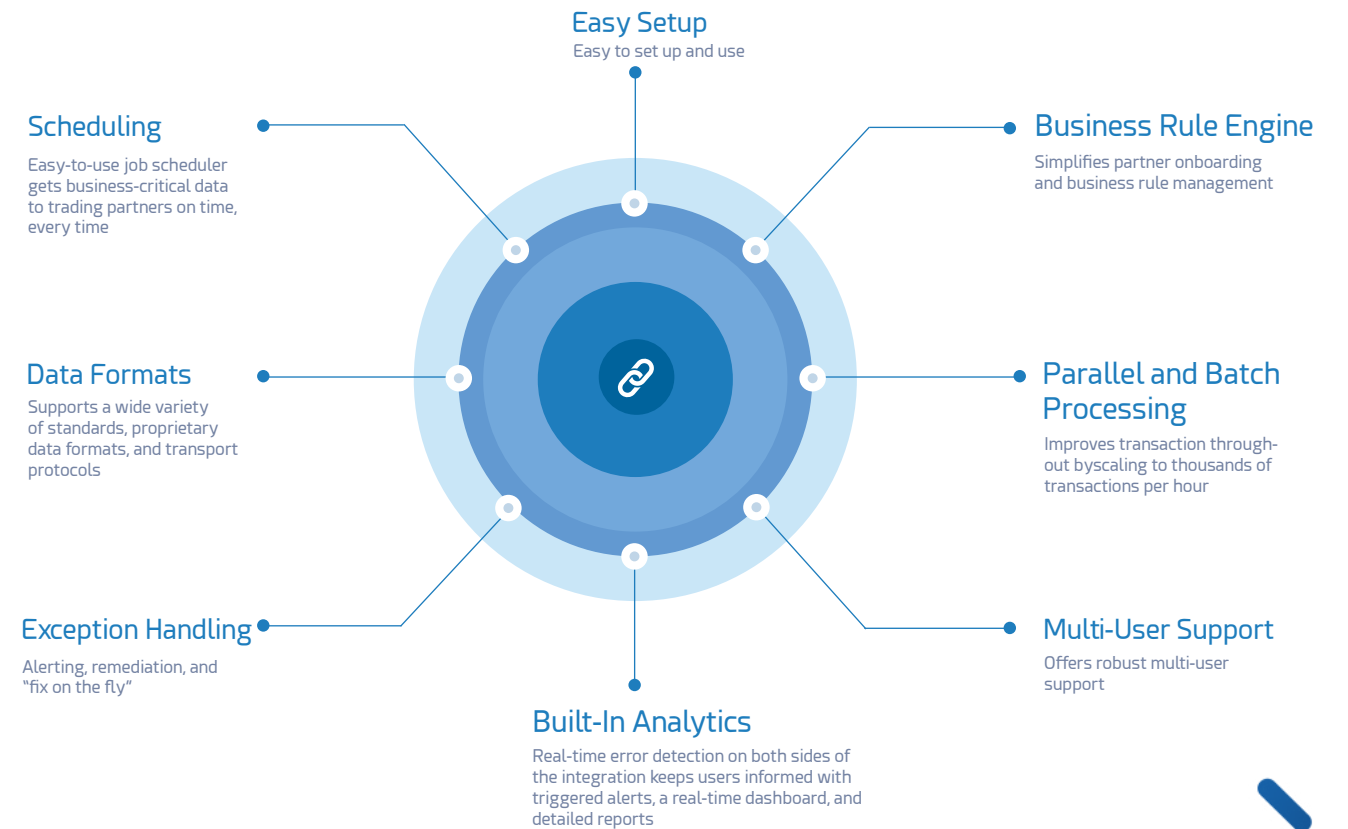 Easy Setup
Easy to set up and use
Scheduling
Easy-to-use job scheduler
gets business-critical data
to trading partners on time,
every time
Business Rule Engine
Simplifies partner onboarding
and business rule management
Data Formats
Supports a wide variety
of standards, proprietary
data formats, and transport
protocols
Parallel and Batch
Processing
Improves transaction through-
out byscaling to thousands of
transactions per hour
Exception Handling
Alerting, remediation, and
“fix on the fly”
Multi-User Support
Offers robust multi-user
support
Built-In Analytics
Real-time error detection on both sides of
the integration keeps users informed with
triggered alerts, a real-time dashboard, and
detailed reports